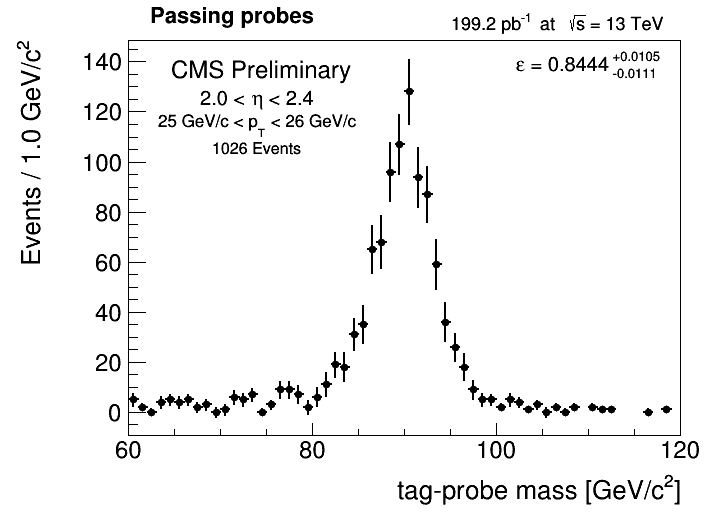 Passing probes
199.2 pb⁻¹ at √s = 13 TeV
CMS Preliminary
2.0 < η < 2.4
25 GeV/c < p_T < 26 GeV/c
1026 Events
ε = 0.8444 +0.0105 -0.0111
Events / 1.0 GeV/c²
140
120
100
80
60
40
20
0
60 80 100 120
tag-probe mass [GeV/c²]